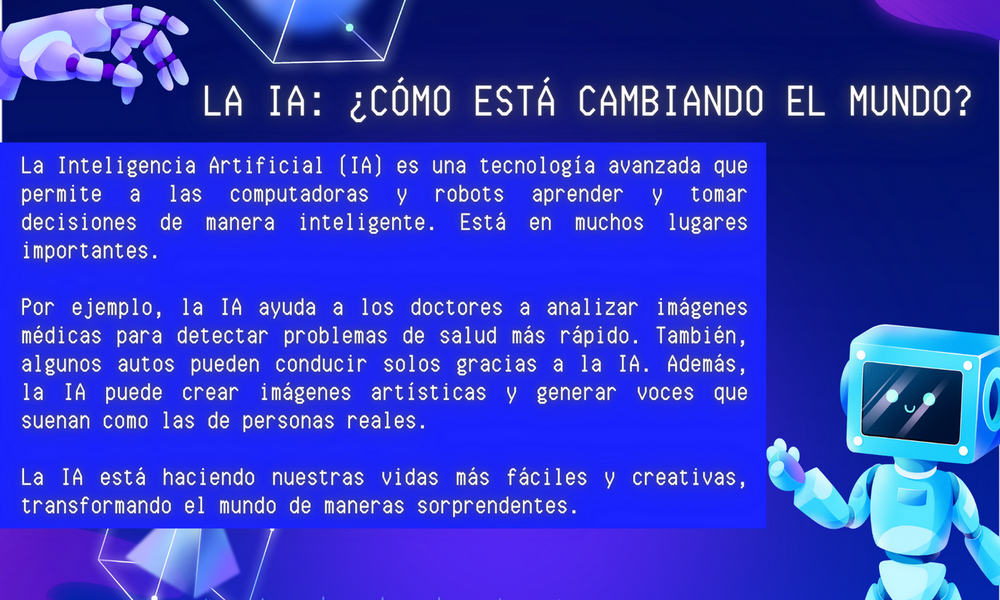 LA IA: ¿CÓMO ESTÁ CAMBIANDO EL MUNDO?
La Inteligencia Artificial (IA) es una tecnología avanzada que
permite a las computadoras y robots aprender y tomar
decisiones de manera inteligente. Está en muchos lugares
importantes.
Por ejemplo, la IA ayuda a los doctores a analizar imágenes
médicas para detectar problemas de salud más rápido. También,
algunos autos pueden conducir solos gracias a la IA. Además,
la IA puede crear imágenes artísticas y generar voces que
suenan como las de personas reales.
La IA está haciendo nuestras vidas más fáciles y creativas,
transformando el mundo de maneras sorprendentes.